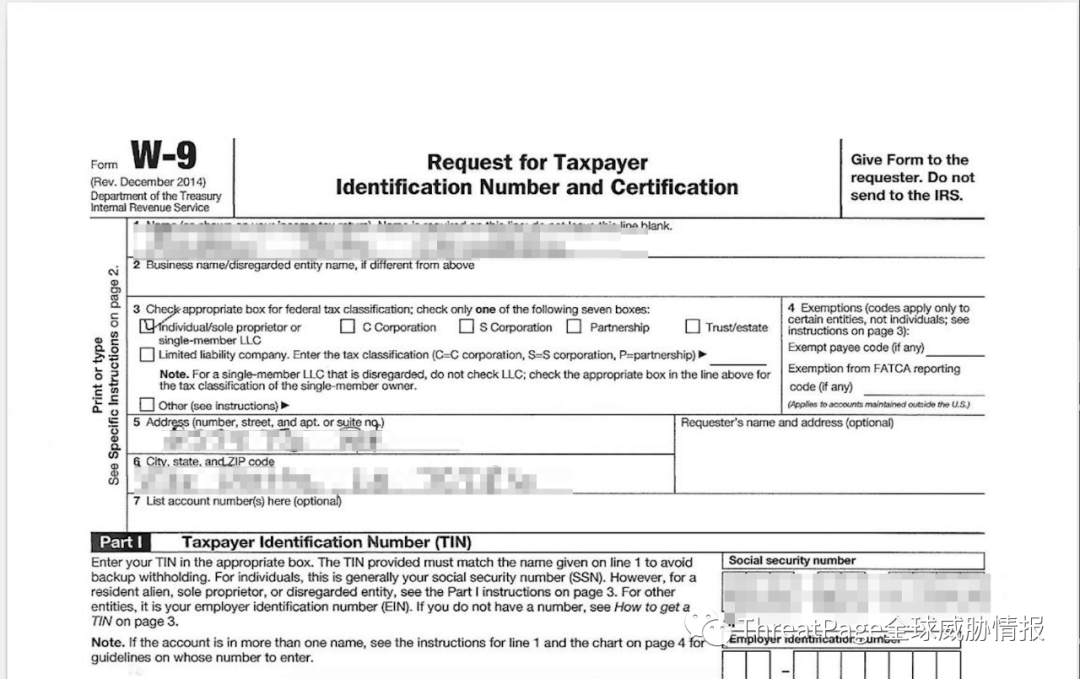 Form W-9
(Rev. December 2014)
Department of the Treasury
Internal Revenue Service
Request for Taxpayer
Identification Number and Certification
Give Form to the
requester. Do not
send to the IRS.
Print or type
See Specific Instructions on page 2.
line blank.
2 Business name/disregarded entity name, if different from above
3 Check appropriate box for federal tax classification; check only one of the following seven boxes:
Individual/sole proprietor or
single-member LLC
C Corporation
S Corporation
Partnership
Trust/estate
Limited liability company. Enter the tax classification (C=C corporation, S=S corporation, P=partnership) ▶
Note. For a single-member LLC that is disregarded, do not check LLC; check the appropriate box in the line above for
the tax classification of the single-member owner.
Other (see instructions) ▶
4 Exemptions (codes apply only to
certain entities, not individuals; see
instructions on page 3):
Exempt payee code (if any)
Exemption from FATCA reporting
code (if any)
(Applies to accounts maintained outside the U.S.)
5 Address (number, street, and apt. or suite no.)
Requester's name and address (optional)
6 City, state, and ZIP code
7 List account number(s) here (optional)
Part I Taxpayer Identification Number (TIN)
Enter your TIN in the appropriate box. The TIN provided must match the name given on line 1 to avoid
backup withholding. For individuals, this is generally your social security number (SSN). However, for a
resident alien, sole proprietor, or disregarded entity, see the Part I instructions on page 3. For other
entities, it is your employer identification number (EIN). If you do not have a number, see How to get a
TIN on page 3.
Note. If the account is in more than one name, see the instructions for line 1 and the chart on page 4 for
guidelines on whose number to enter.
Social security number
ThreatPage全球威胁情报
Employer identification number
–